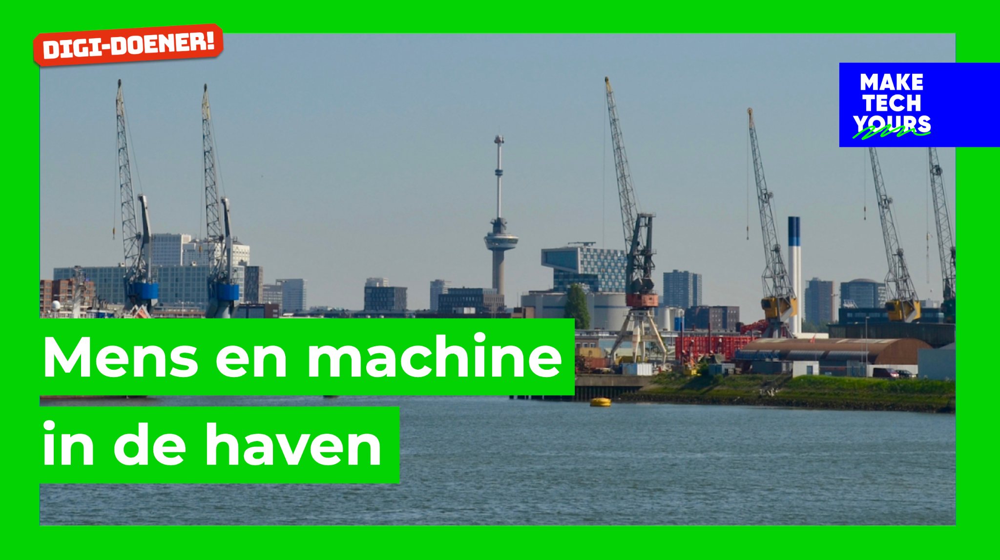 DIGI-DOENER!
MAKE
TECH
YOURS
Mens en machine
in de haven